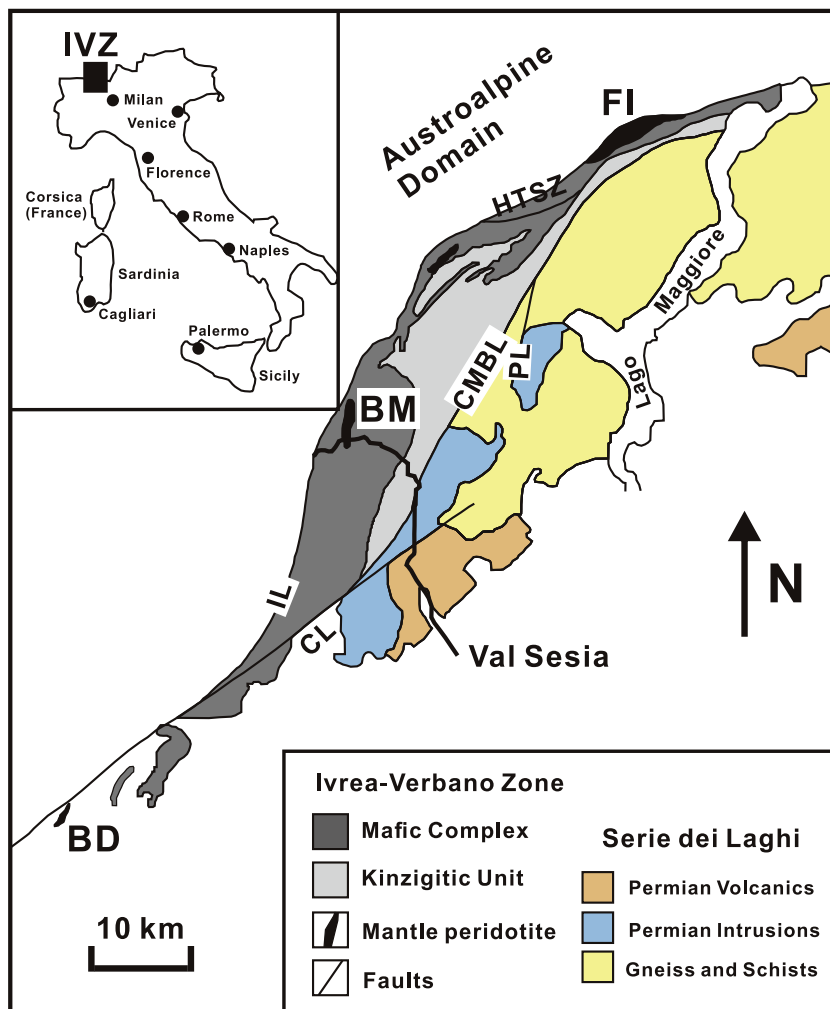 IVZ
Milan
Venice
Florence
Corsica
(France)
Rome
Naples
Sardinia
Cagliari
Palermo
Sicily
Austroalpine
Domain
FI
HTSZ
Maggiore
Lago
CMBL
PL
BM
IL
CL
Val Sesia
N
BD
10 km
Ivrea-Verbano Zone
Mafic Complex
Kinzigitic Unit
Mantle peridotite
Faults
Serie dei Laghi
Permian Volcanics
Permian Intrusions
Gneiss and Schists